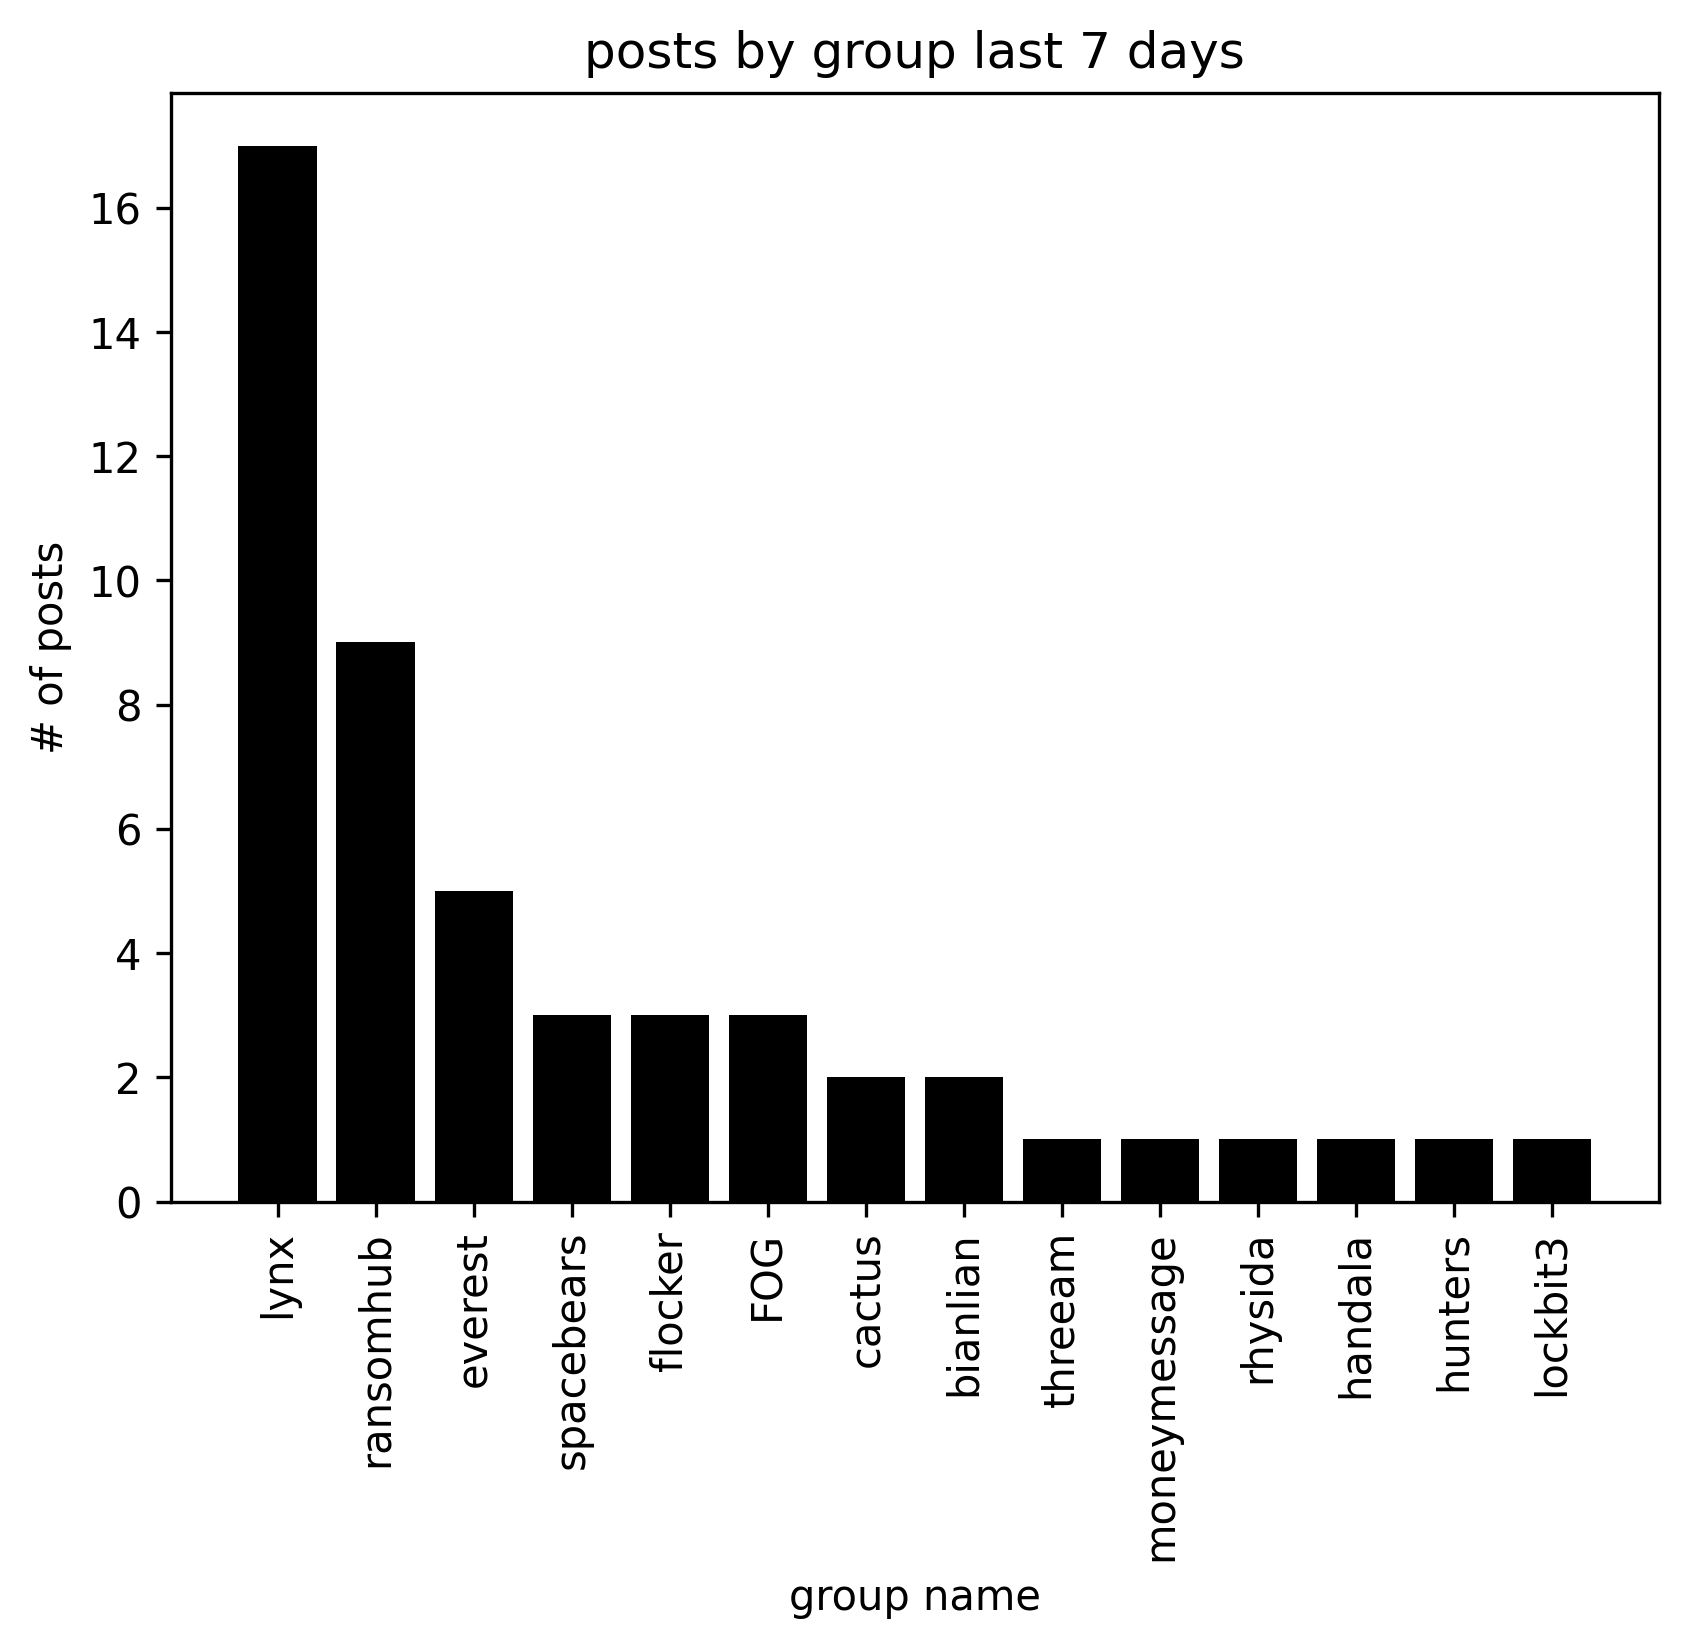 posts by group last 7 days
# of posts
16
14
12
10
8
6
4
2
0
lynx
ransomhub
everest
spacebears
flocker
FOG
cactus
bianlian
threeam
moneymessage
rhysida
handala
hunters
lockbit3
group name